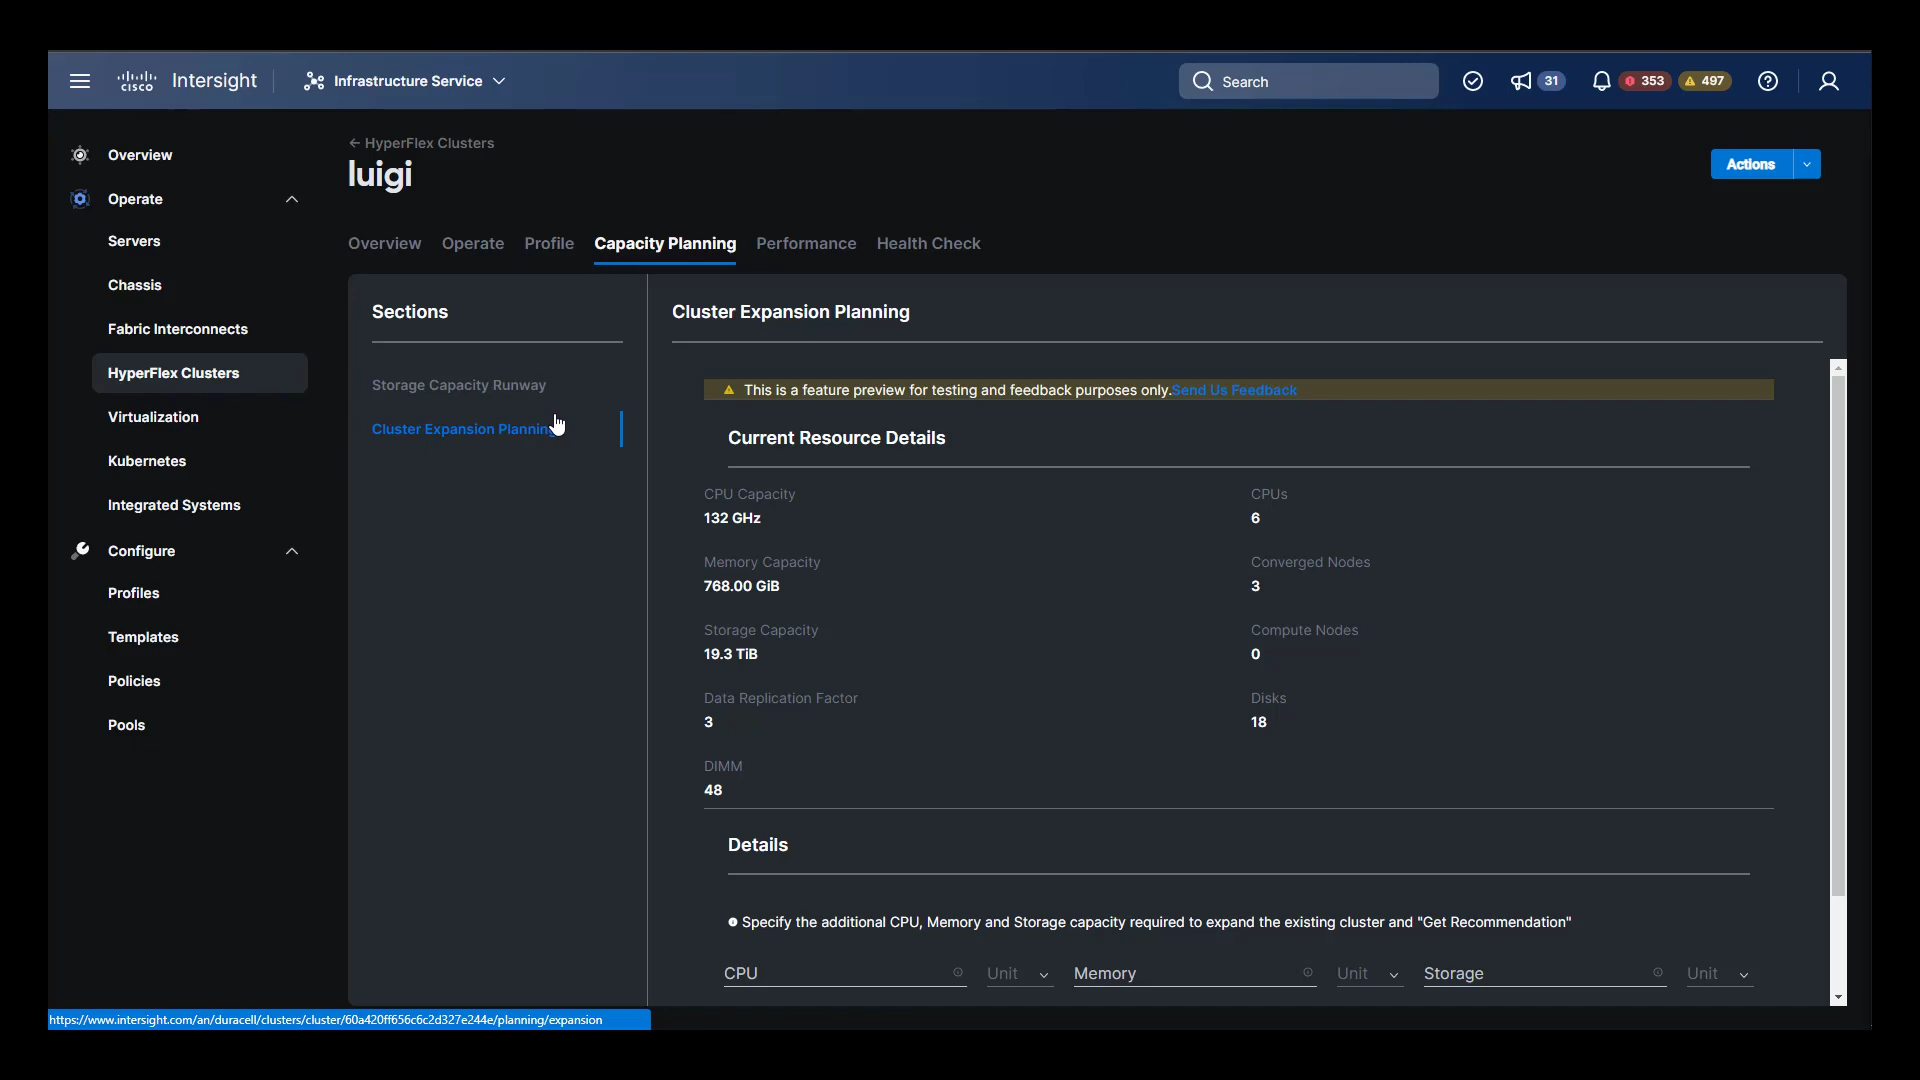 cisco Intersight
Infrastructure Service
Search
31
353
497
Overview
Operate
Servers
Chassis
Fabric Interconnects
HyperFlex Clusters
Virtualization
Kubernetes
Integrated Systems
Configure
Profiles
Templates
Policies
Pools
← HyperFlex Clusters
luigi
Actions
Overview Operate Profile Capacity Planning Performance Health Check
Sections
Storage Capacity Runway
Cluster Expansion Planning
Cluster Expansion Planning
This is a feature preview for testing and feedback purposes only.Send Us Feedback
Current Resource Details
CPU Capacity
132 GHz
CPUs
6
Memory Capacity
768.00 GiB
Converged Nodes
3
Storage Capacity
19.3 TiB
Compute Nodes
0
Data Replication Factor
3
Disks
18
DIMM
48
Details
Specify the additional CPU, Memory and Storage capacity required to expand the existing cluster and "Get Recommendation"
CPU Unit Memory Unit Storage Unit
https://www.intersight.com/an/duracell/clusters/cluster/60a420ff656c6c2d327e244e/planning/expansion